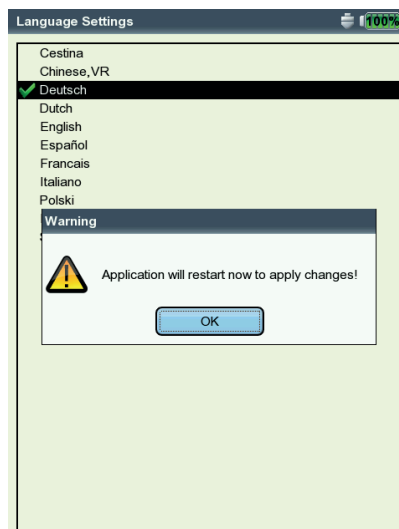 Language Settings 100%
Cestina
Chinese,VR
Deutsch
Dutch
English
Español
Francais
Italiano
Polski
Warning
Application will restart now to apply changes!
OK